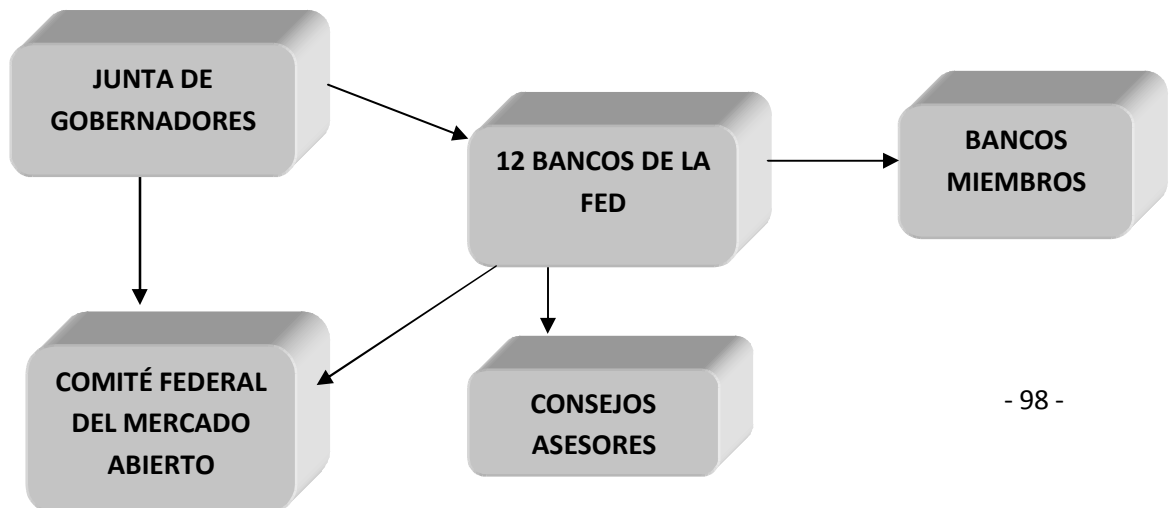 JUNTA DE
GOBERNADORES
12 BANCOS DE LA
FED
BANCOS
MIEMBROS
COMITÉ FEDERAL
DEL MERCADO
ABIERTO
CONSEJOS
ASESORES
- 98 -